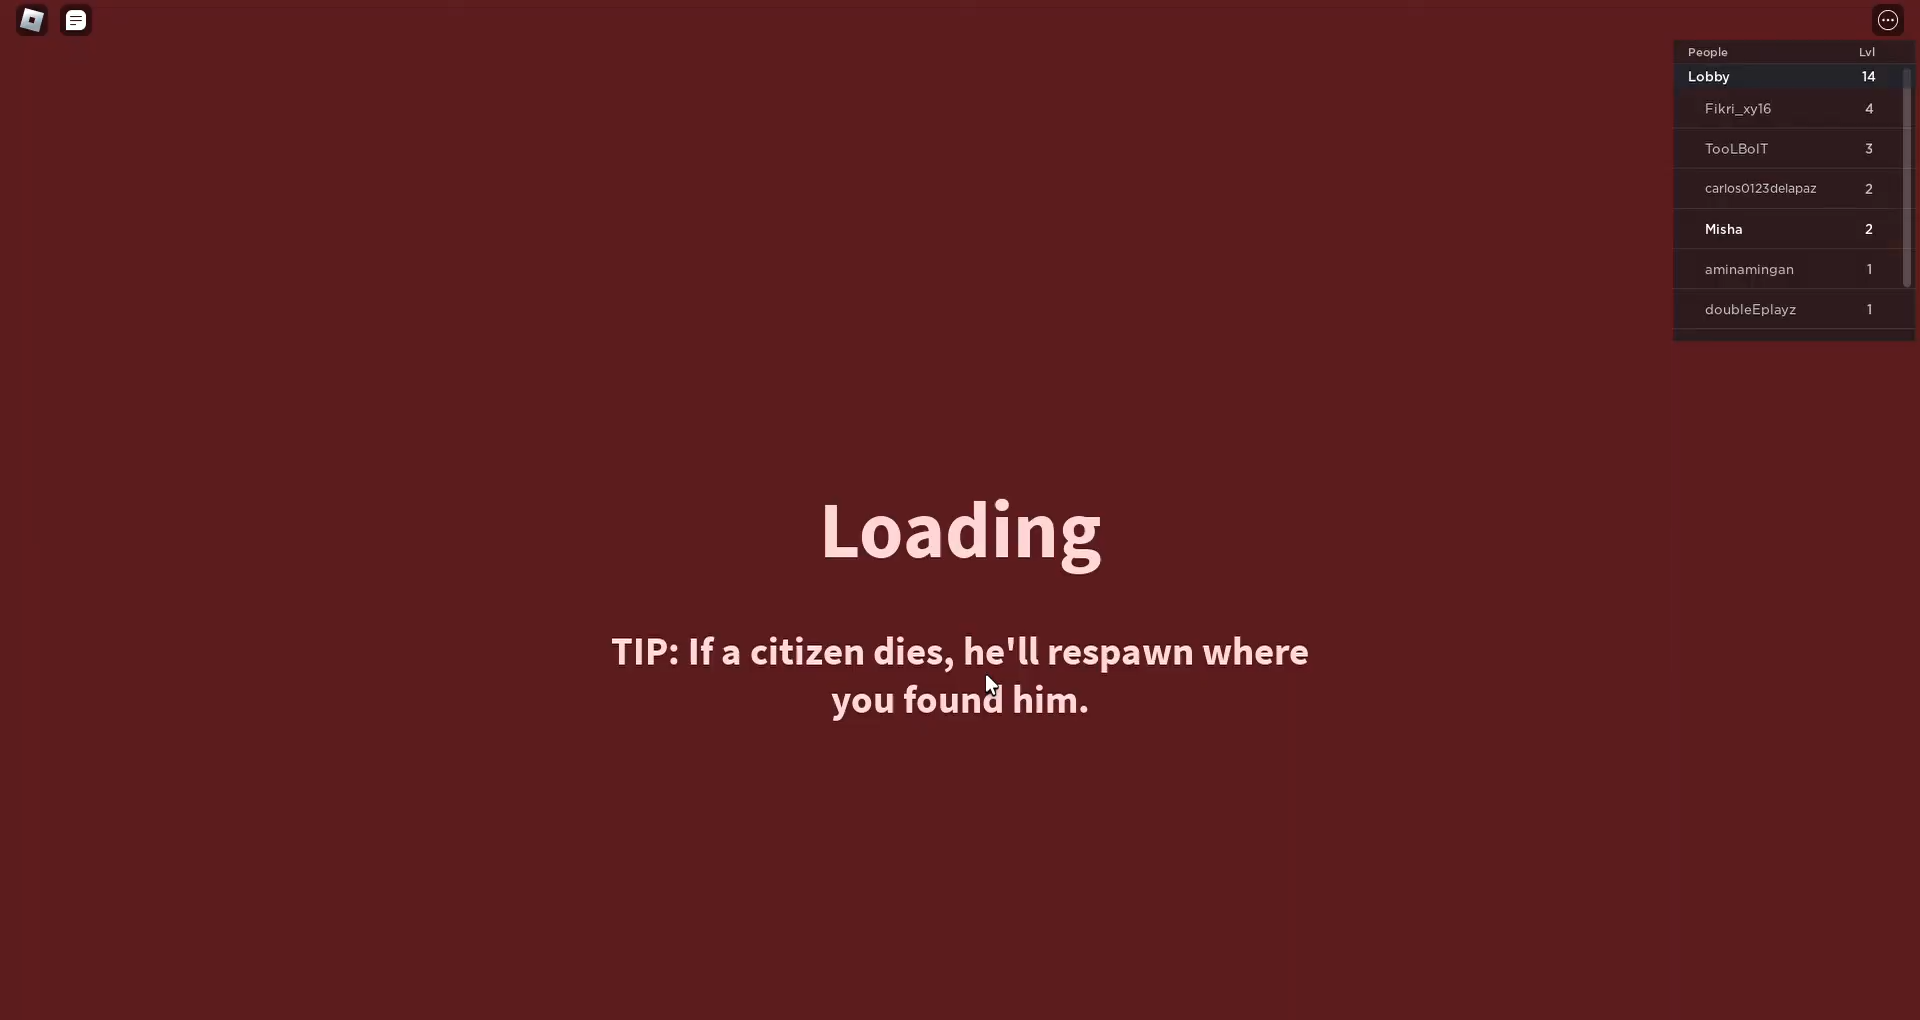 People Lvl
Lobby 14
Fikri_xy16 4
TooLBoIT 3
carlos0123delapaz 2
Misha 2
aminamingan 1
doubleEplayz 1
Loading
TIP: If a citizen dies, he'll respawn where
you found him.